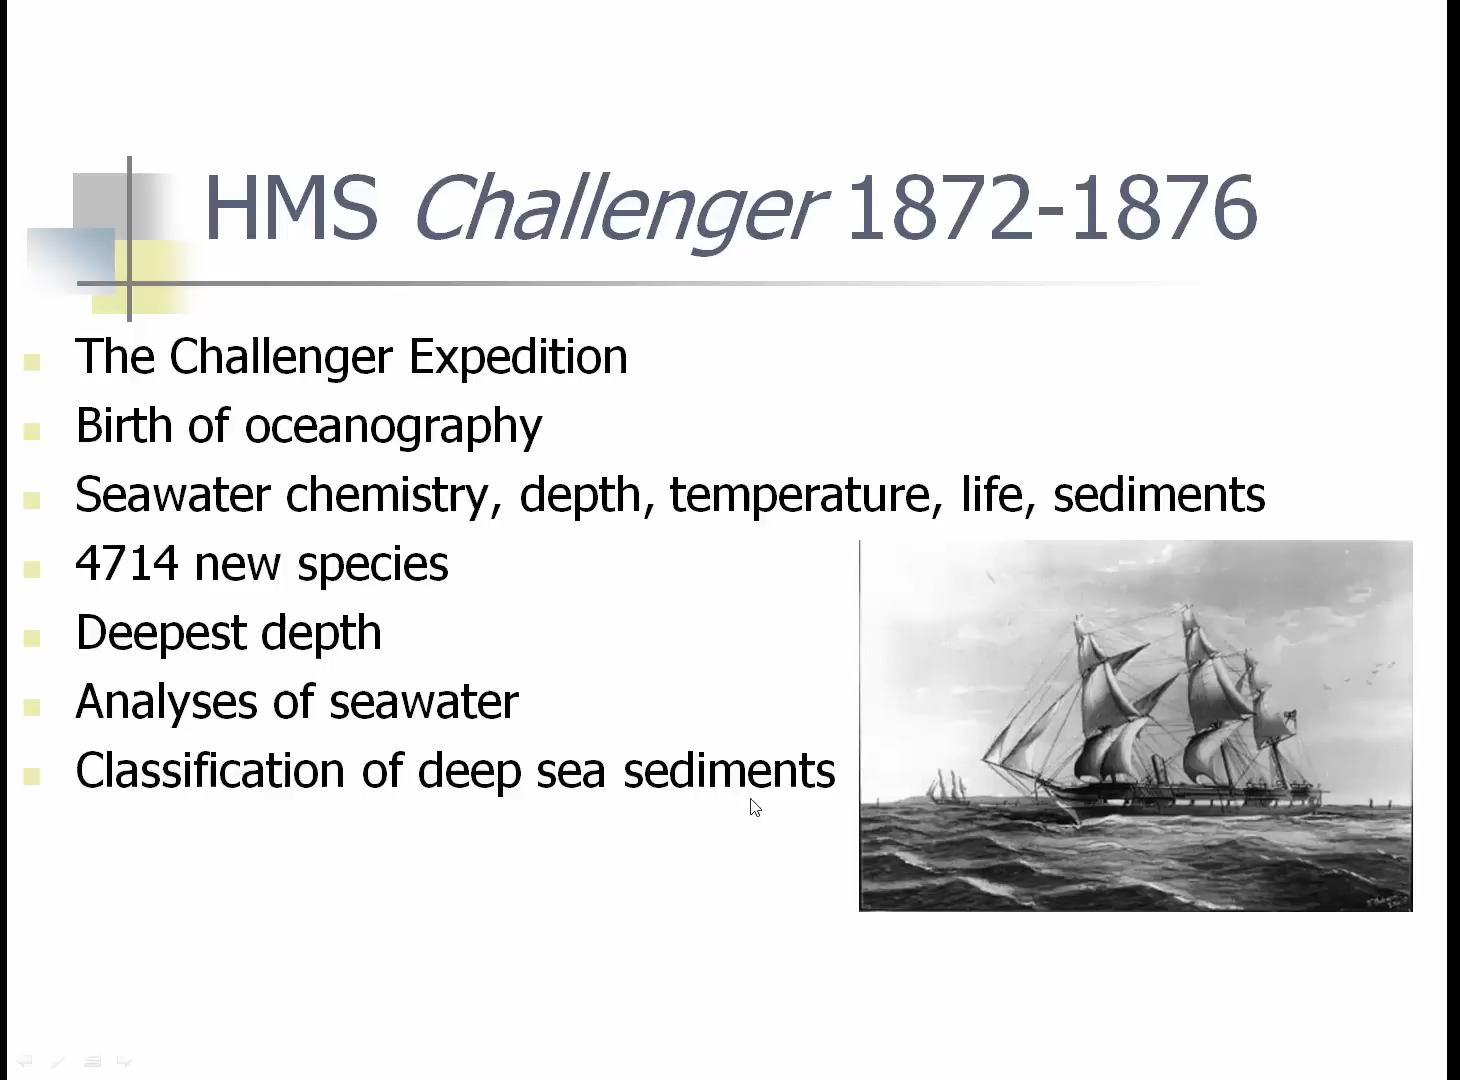 HMS Challenger 1872-1876
The Challenger Expedition
Birth of oceanography
Seawater chemistry, depth, temperature, life, sediments
4714 new species
Deepest depth
Analyses of seawater
Classification of deep sea sediments